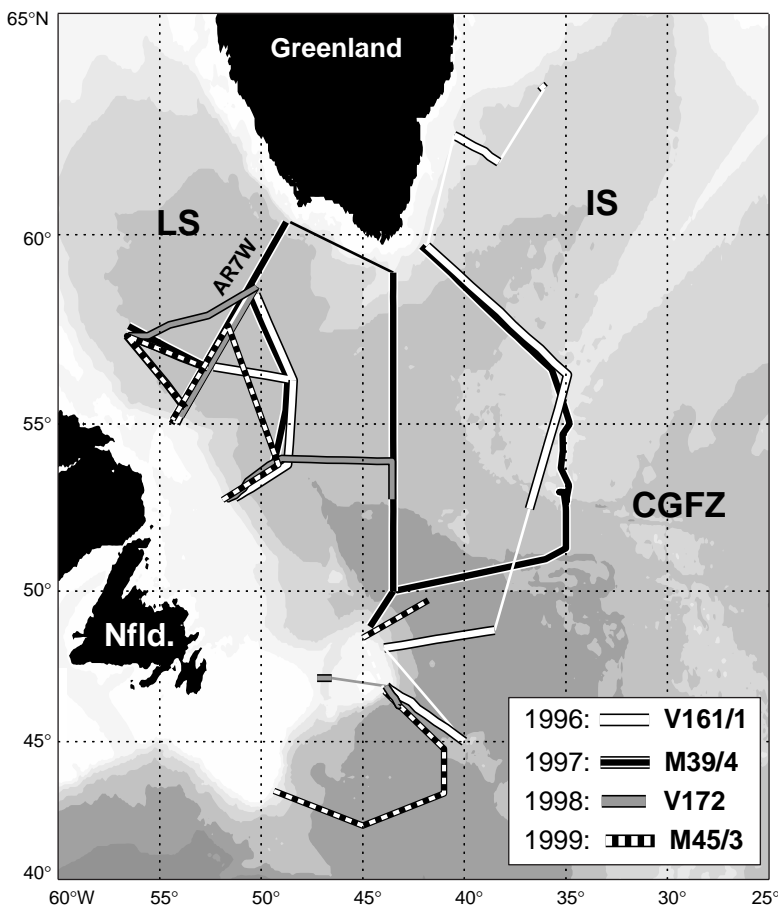 65°N
Greenland
LS
IS
60°
AR7W
55°
CGFZ
50°
Nfld.
1996: V161/1
45°
1997: M39/4
1998: V172
1999: M45/3
40°
60°W 55° 50° 45° 40° 35° 30° 25°